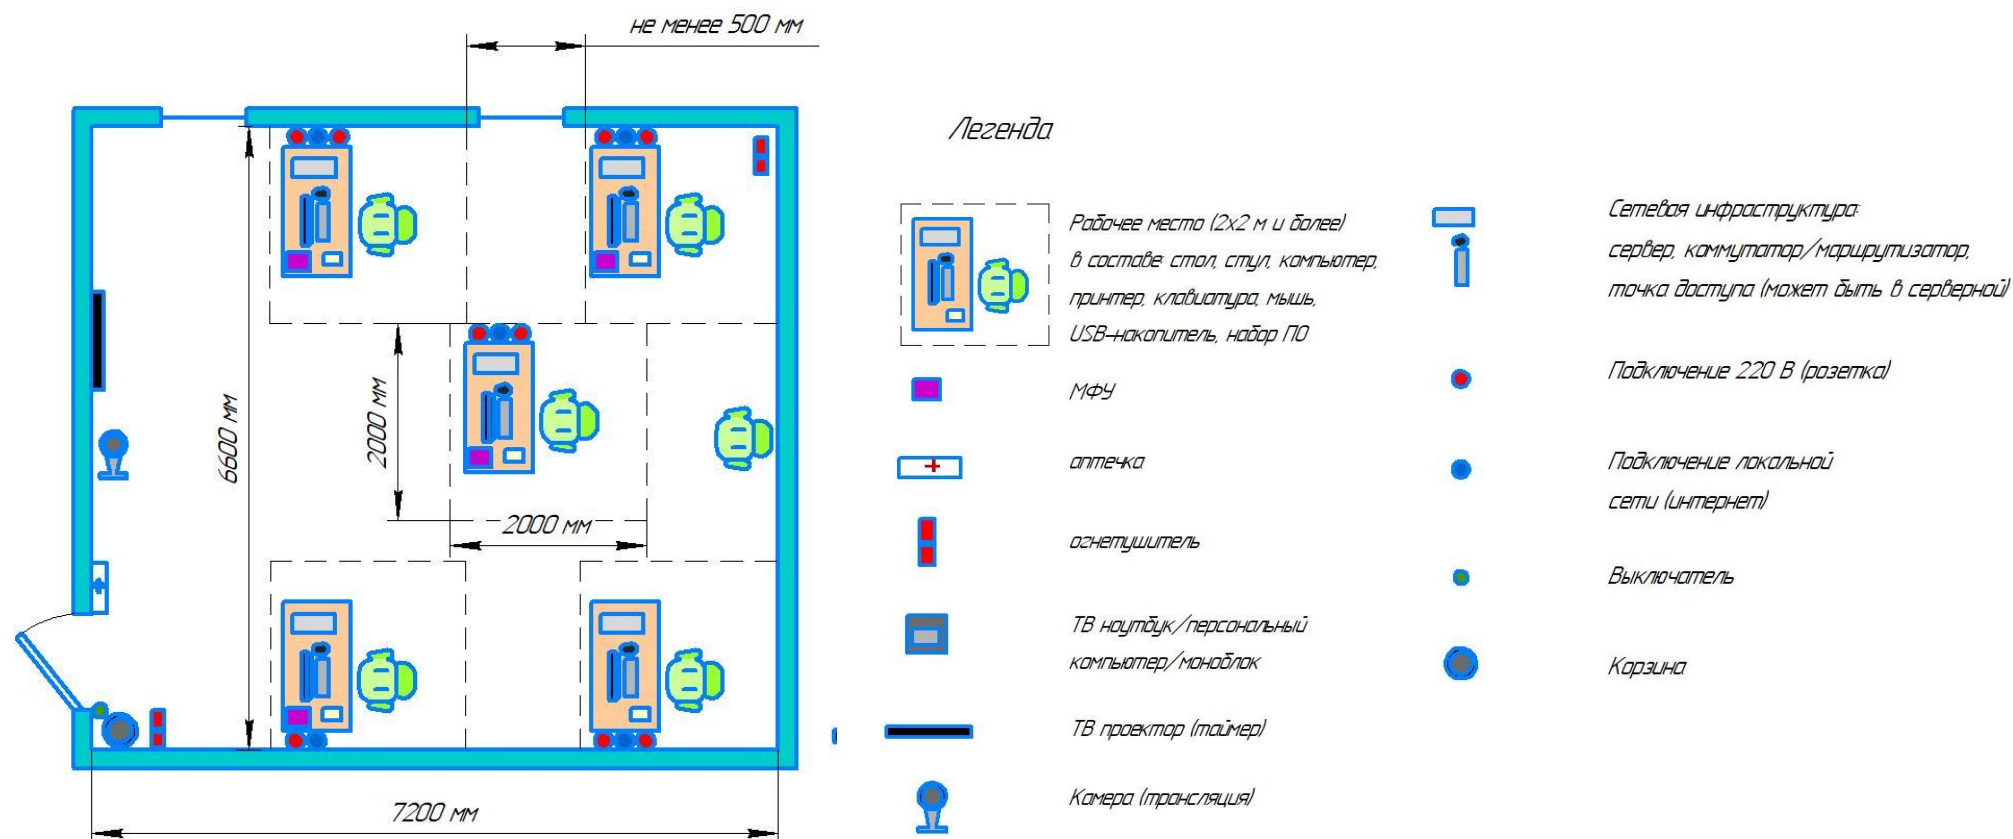 не менее 500 мм
6600 мм
2000 мм
2000 мм
7200 мм
Легенда
Рабочее место (2х2 м и более)
в составе: стол, стул, компьютер,
принтер, клавиатура, мышь,
USB-накопитель, набор ПО
МФУ
аптечка
огнетушитель
ТВ ноутбук/персональный
компьютер/моноблок
ТВ проектор (таймер)
Камера (трансляция)
Сетевая инфраструктура:
сервер, коммутатор/маршрутизатор,
точка доступа (может быть в серверной)
Подключение 220 В (розетка)
Подключение локальной
сети (интернет)
Выключатель
Корзина